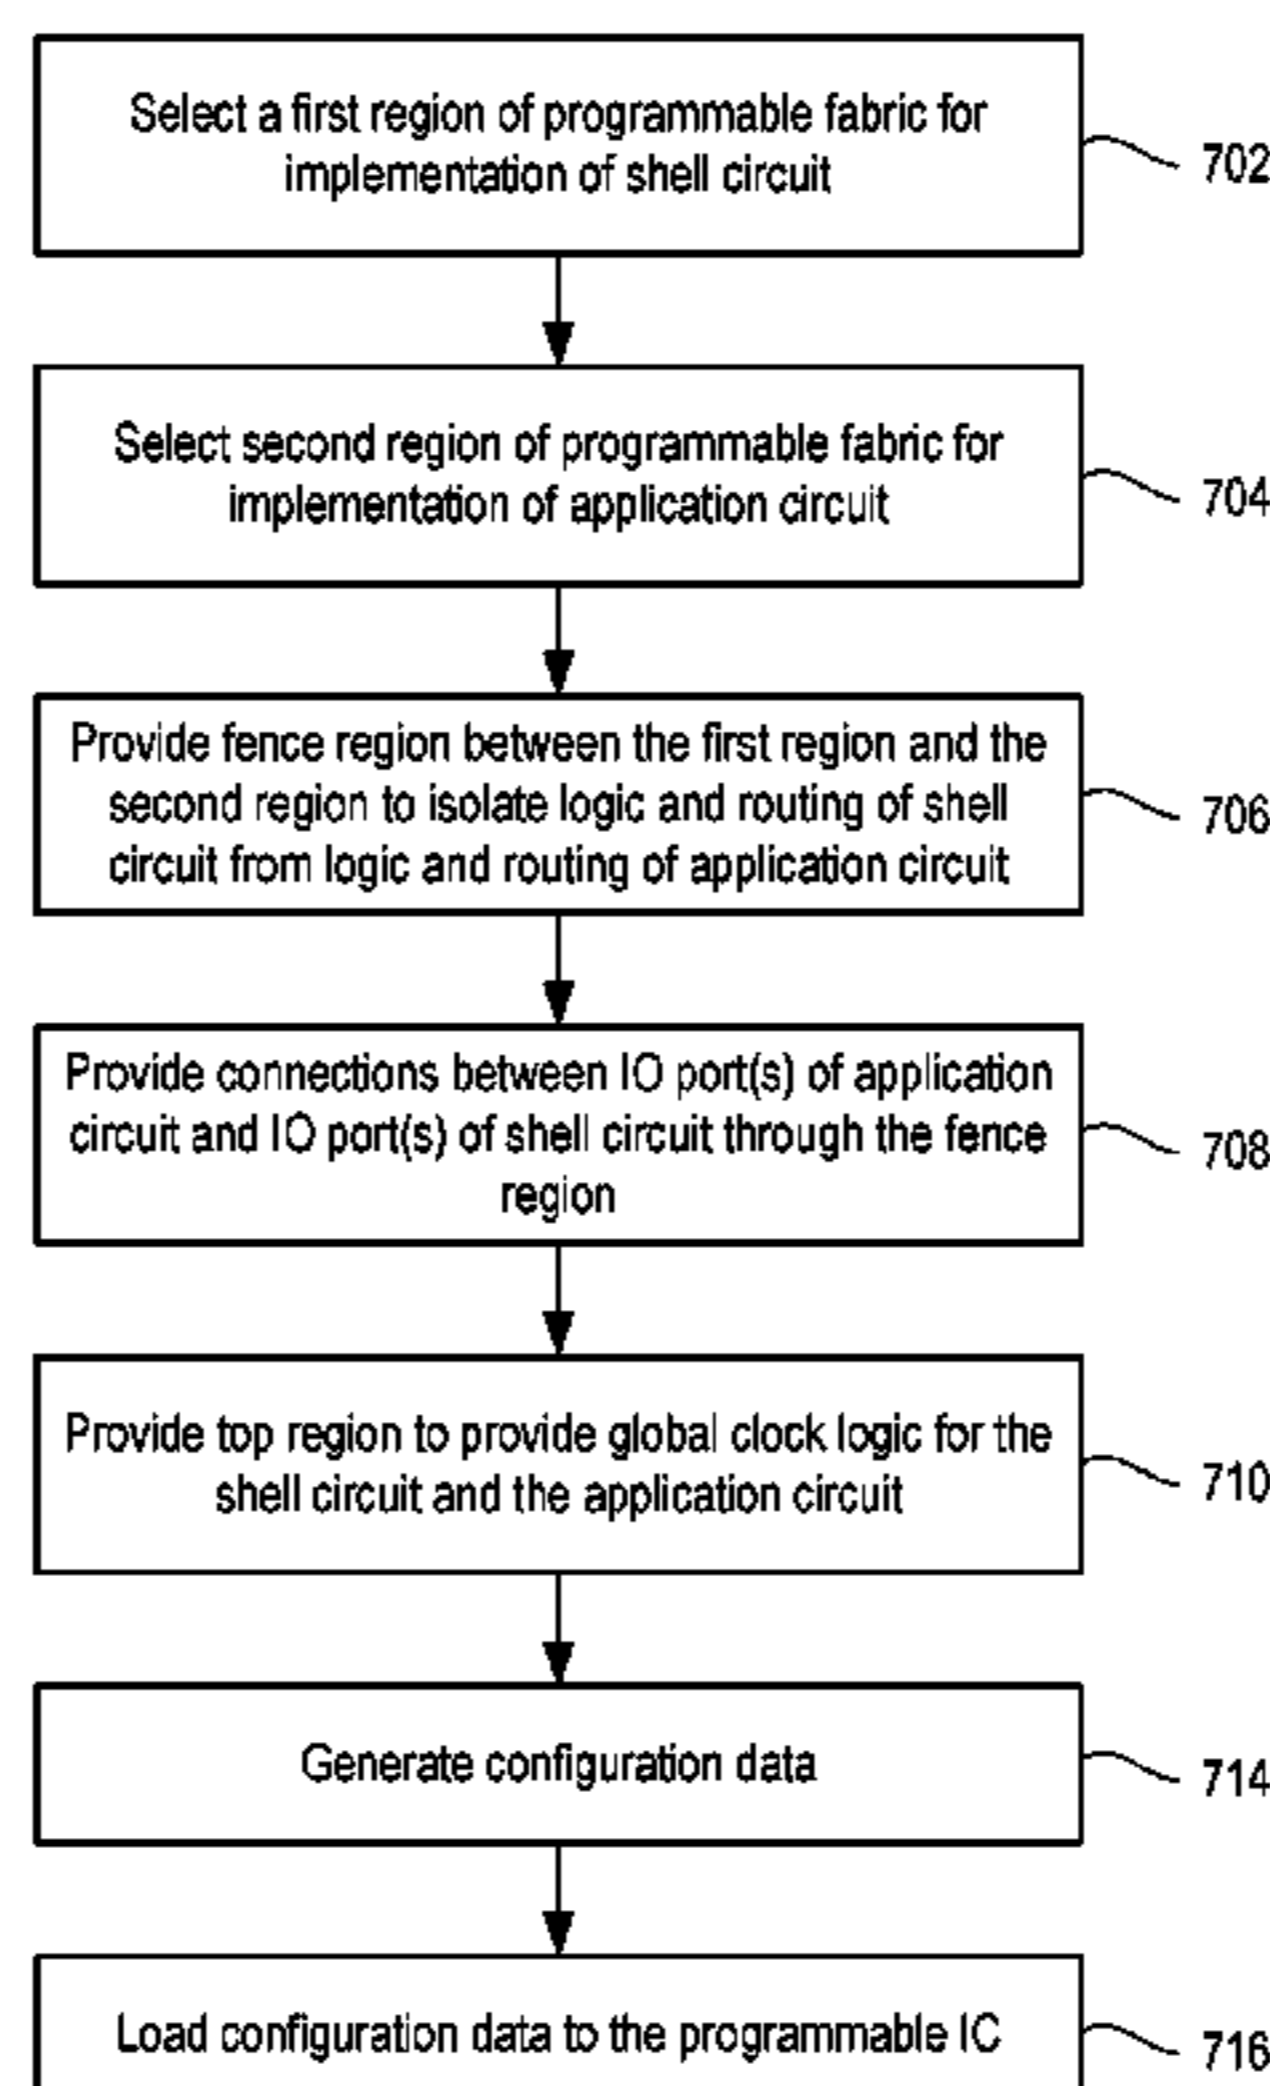 Select a first region of programmable fabric for
implementation of shell circuit
702
Select second region of programmable fabric for
implementation of application circuit
704
Provide fence region between the first region and the
second region to isolate logic and routing of shell
circuit from logic and routing of application circuit
706
Provide connections between IO port(s) of application
circuit and IO port(s) of shell circuit through the fence
region
708
Provide top region to provide global clock logic for the
shell circuit and the application circuit
710
Generate configuration data
714
Load configuration data to the programmable IC
716